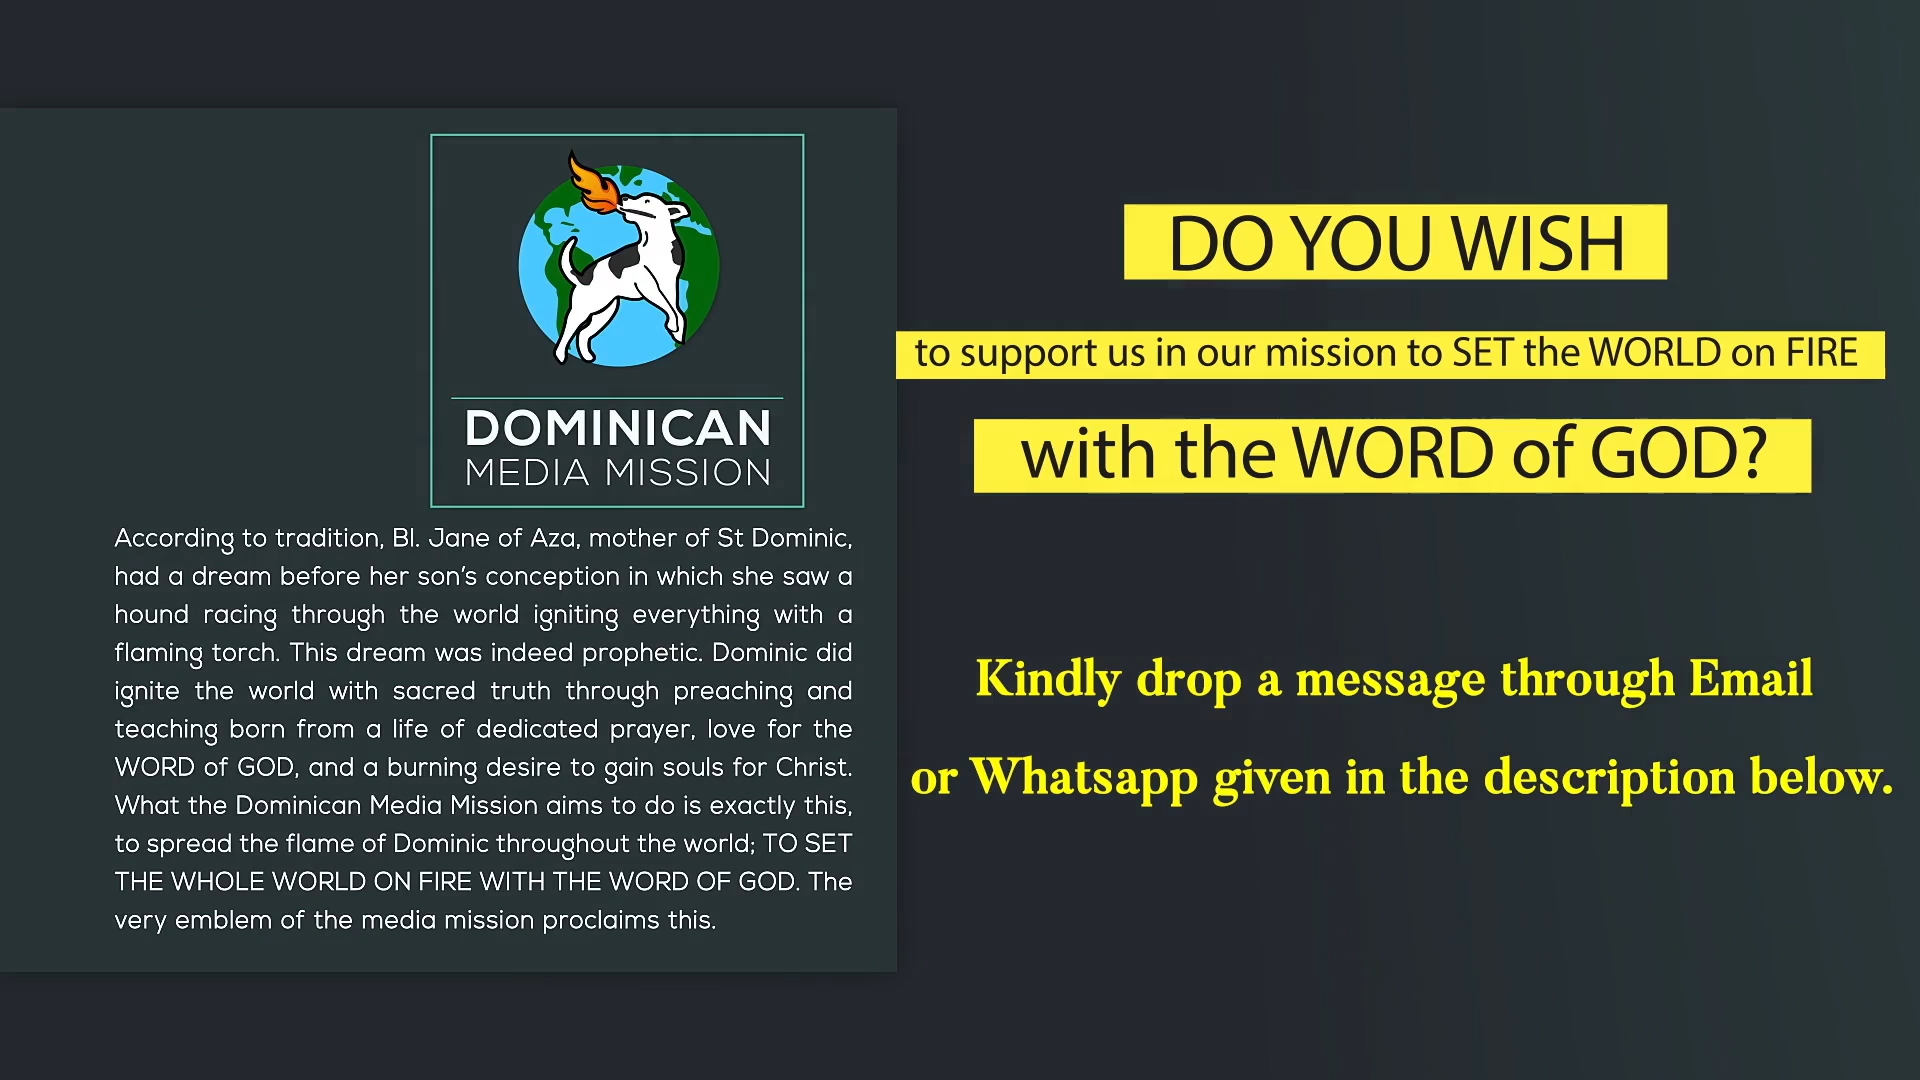 DOMINICAN
MEDIA MISSION
According to tradition, Bl. Jane of Aza, mother of St Dominic,
had a dream before her son's conception in which she saw a
hound racing through the world igniting everything with a
flaming torch. This dream was indeed prophetic. Dominic did
ignite the world with sacred truth through preaching and
teaching born from a life of dedicated prayer, love for the
WORD of GOD, and a burning desire to gain souls for Christ.
What the Dominican Media Mission aims to do is exactly this,
to spread the flame of Dominic throughout the world; TO SET
THE WHOLE WORLD ON FIRE WITH THE WORD OF GOD. The
very emblem of the media mission proclaims this.
DO YOU WISH
to support us in our mission to SET the WORLD on FIRE
with the WORD of GOD?
Kindly drop a message through Email
or Whatsapp given in the description below.